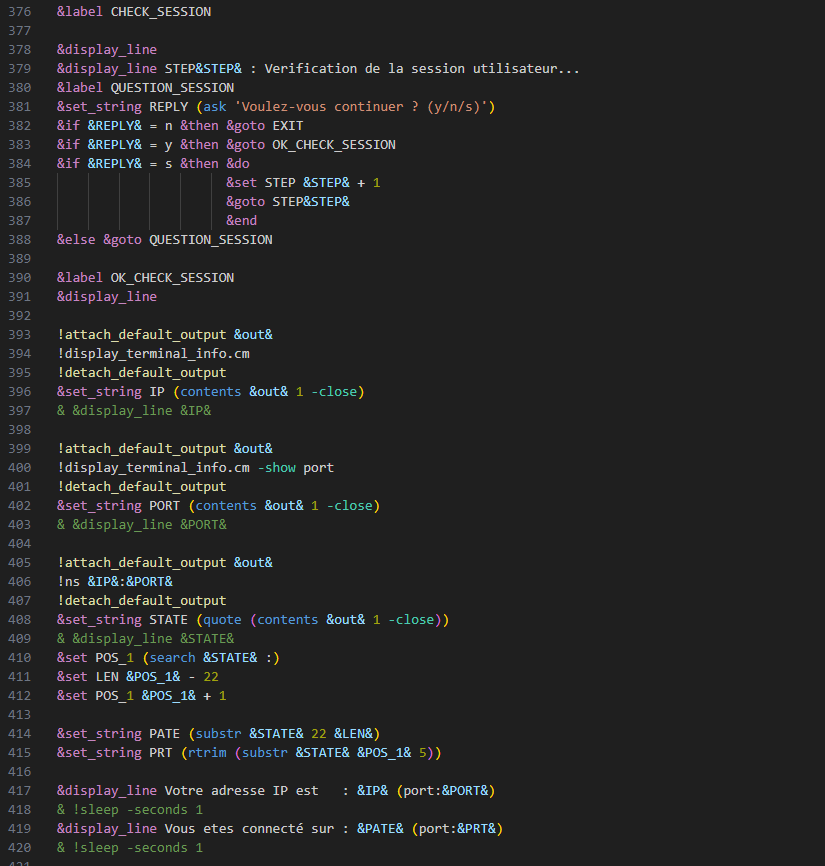 376 &label CHECK_SESSION
377
378 &display_line
379 &display_line STEP&STEP& : Verification de la session utilisateur...
380 &label QUESTION_SESSION
381 &set_string REPLY (ask 'Voulez-vous continuer ? (y/n/s)')
382 &if &REPLY& = n &then &goto EXIT
383 &if &REPLY& = y &then &goto OK_CHECK_SESSION
384 &if &REPLY& = s &then &do
385 &set STEP &STEP& + 1
386 &goto STEP&STEP&
387 &end
388 &else &goto QUESTION_SESSION
389
390 &label OK_CHECK_SESSION
391 &display_line
392
393 !attach_default_output &out&
394 !display_terminal_info.cm
395 !detach_default_output
396 &set_string IP (contents &out& 1 -close)
397 & &display_line &IP&
398
399 !attach_default_output &out&
400 !display_terminal_info.cm -show port
401 !detach_default_output
402 &set_string PORT (contents &out& 1 -close)
403 & &display_line &PORT&
404
405 !attach_default_output &out&
406 !ns &IP&:&PORT&
407 !detach_default_output
408 &set_string STATE (quote (contents &out& 1 -close))
409 & &display_line &STATE&
410 &set POS_1 (search &STATE& :)
411 &set LEN &POS_1& - 22
412 &set POS_1 &POS_1& + 1
413
414 &set_string PATE (substr &STATE& 22 &LEN&)
415 &set_string PRT (rtrim (substr &STATE& &POS_1& 5))
416
417 &display_line Votre adresse IP est   : &IP& (port:&PORT&)
418 & !sleep -seconds 1
419 &display_line Vous etes connecté sur : &PATE& (port:&PRT&)
420 & !sleep -seconds 1